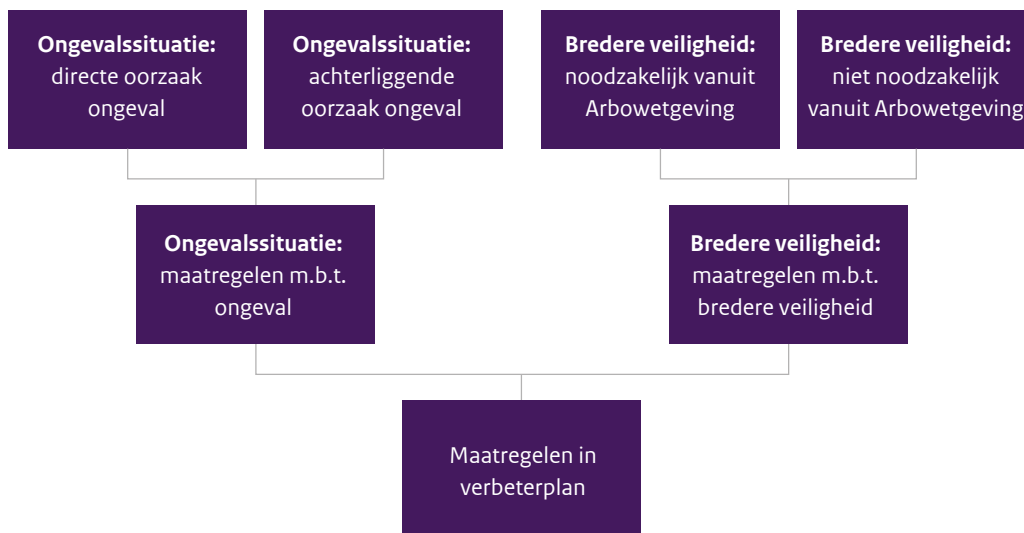 Ongevalssituatie:
directe oorzaak
ongeval
Ongevalssituatie:
achterliggende
oorzaak ongeval
Bredere veiligheid:
noodzakelijk vanuit
Arbowetgeving
Bredere veiligheid:
niet noodzakelijk
vanuit Arbowetgeving
Ongevalssituatie:
maatregelen m.b.t.
ongeval
Bredere veiligheid:
maatregelen m.b.t.
bredere veiligheid
Maatregelen in
verbeterplan